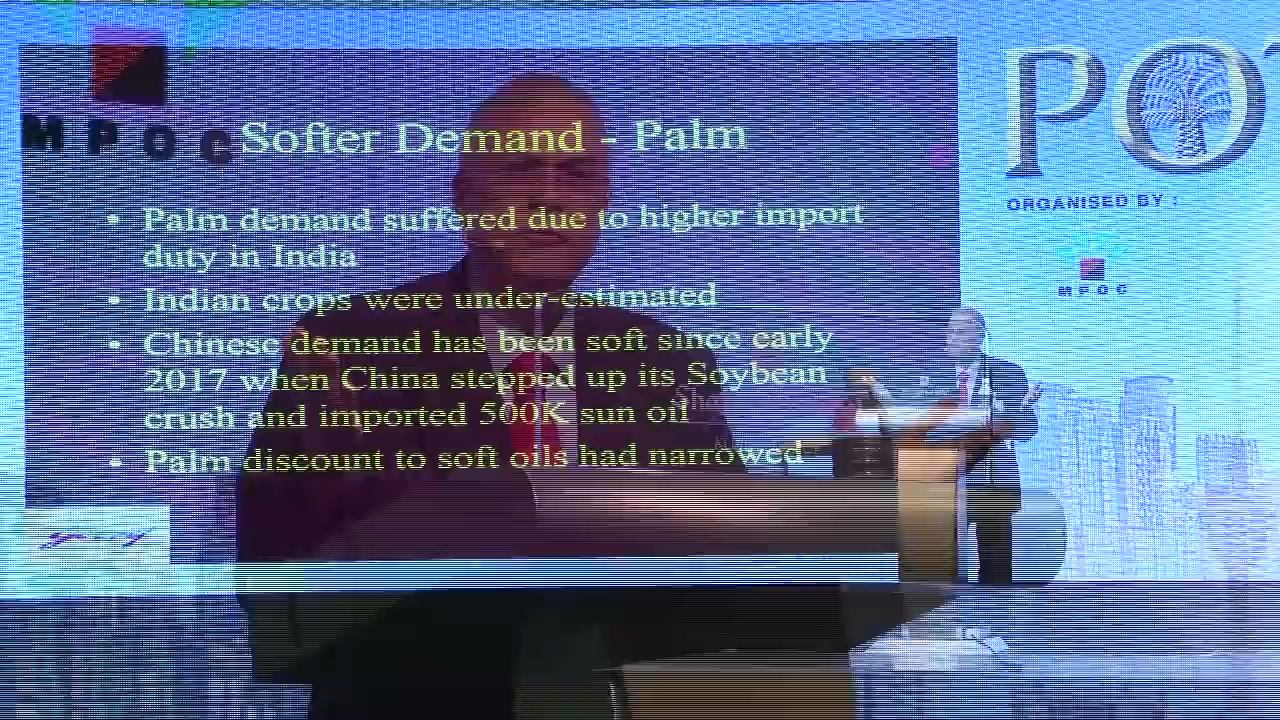 MPOC
Softer Demand - Palm
• Palm demand suffered due to higher import
duty in India
• Indian crops were under-estimated
• Chinese demand has been soft since early
2017 when China stepped up its Soybean
crush and imported 500K sun oil
• Palm discount to soft oils had narrowed
PO
ORGANISED BY :
MPOC